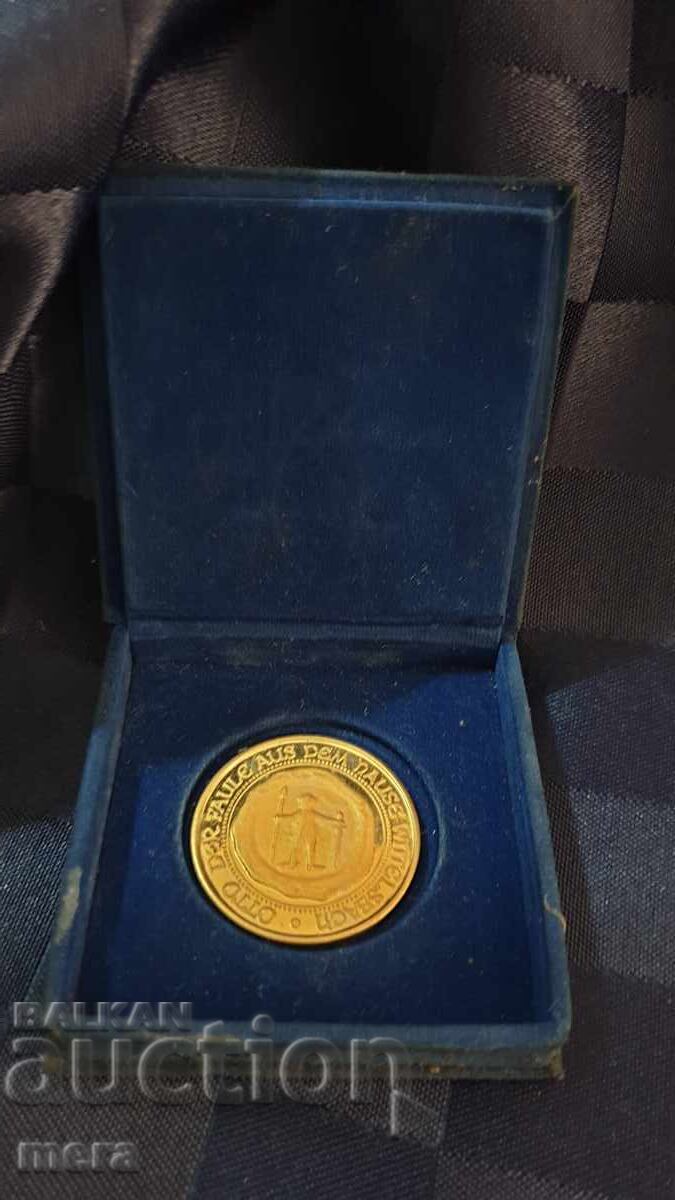 OTTO DER FAULE AUS DEM HAUSE WITTELSBACH
BALKAN
auction
mera